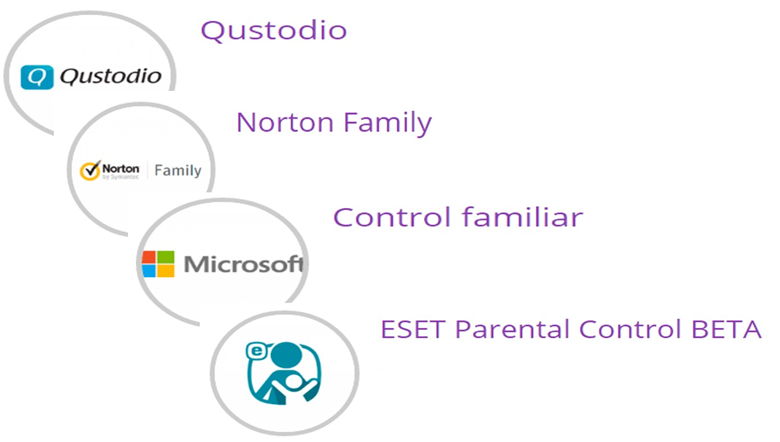 Qustodio
Q Qustodio
Norton Family
Norton | Family
by Symantec
Control familiar
Microsoft
ESET Parental Control BETA
e